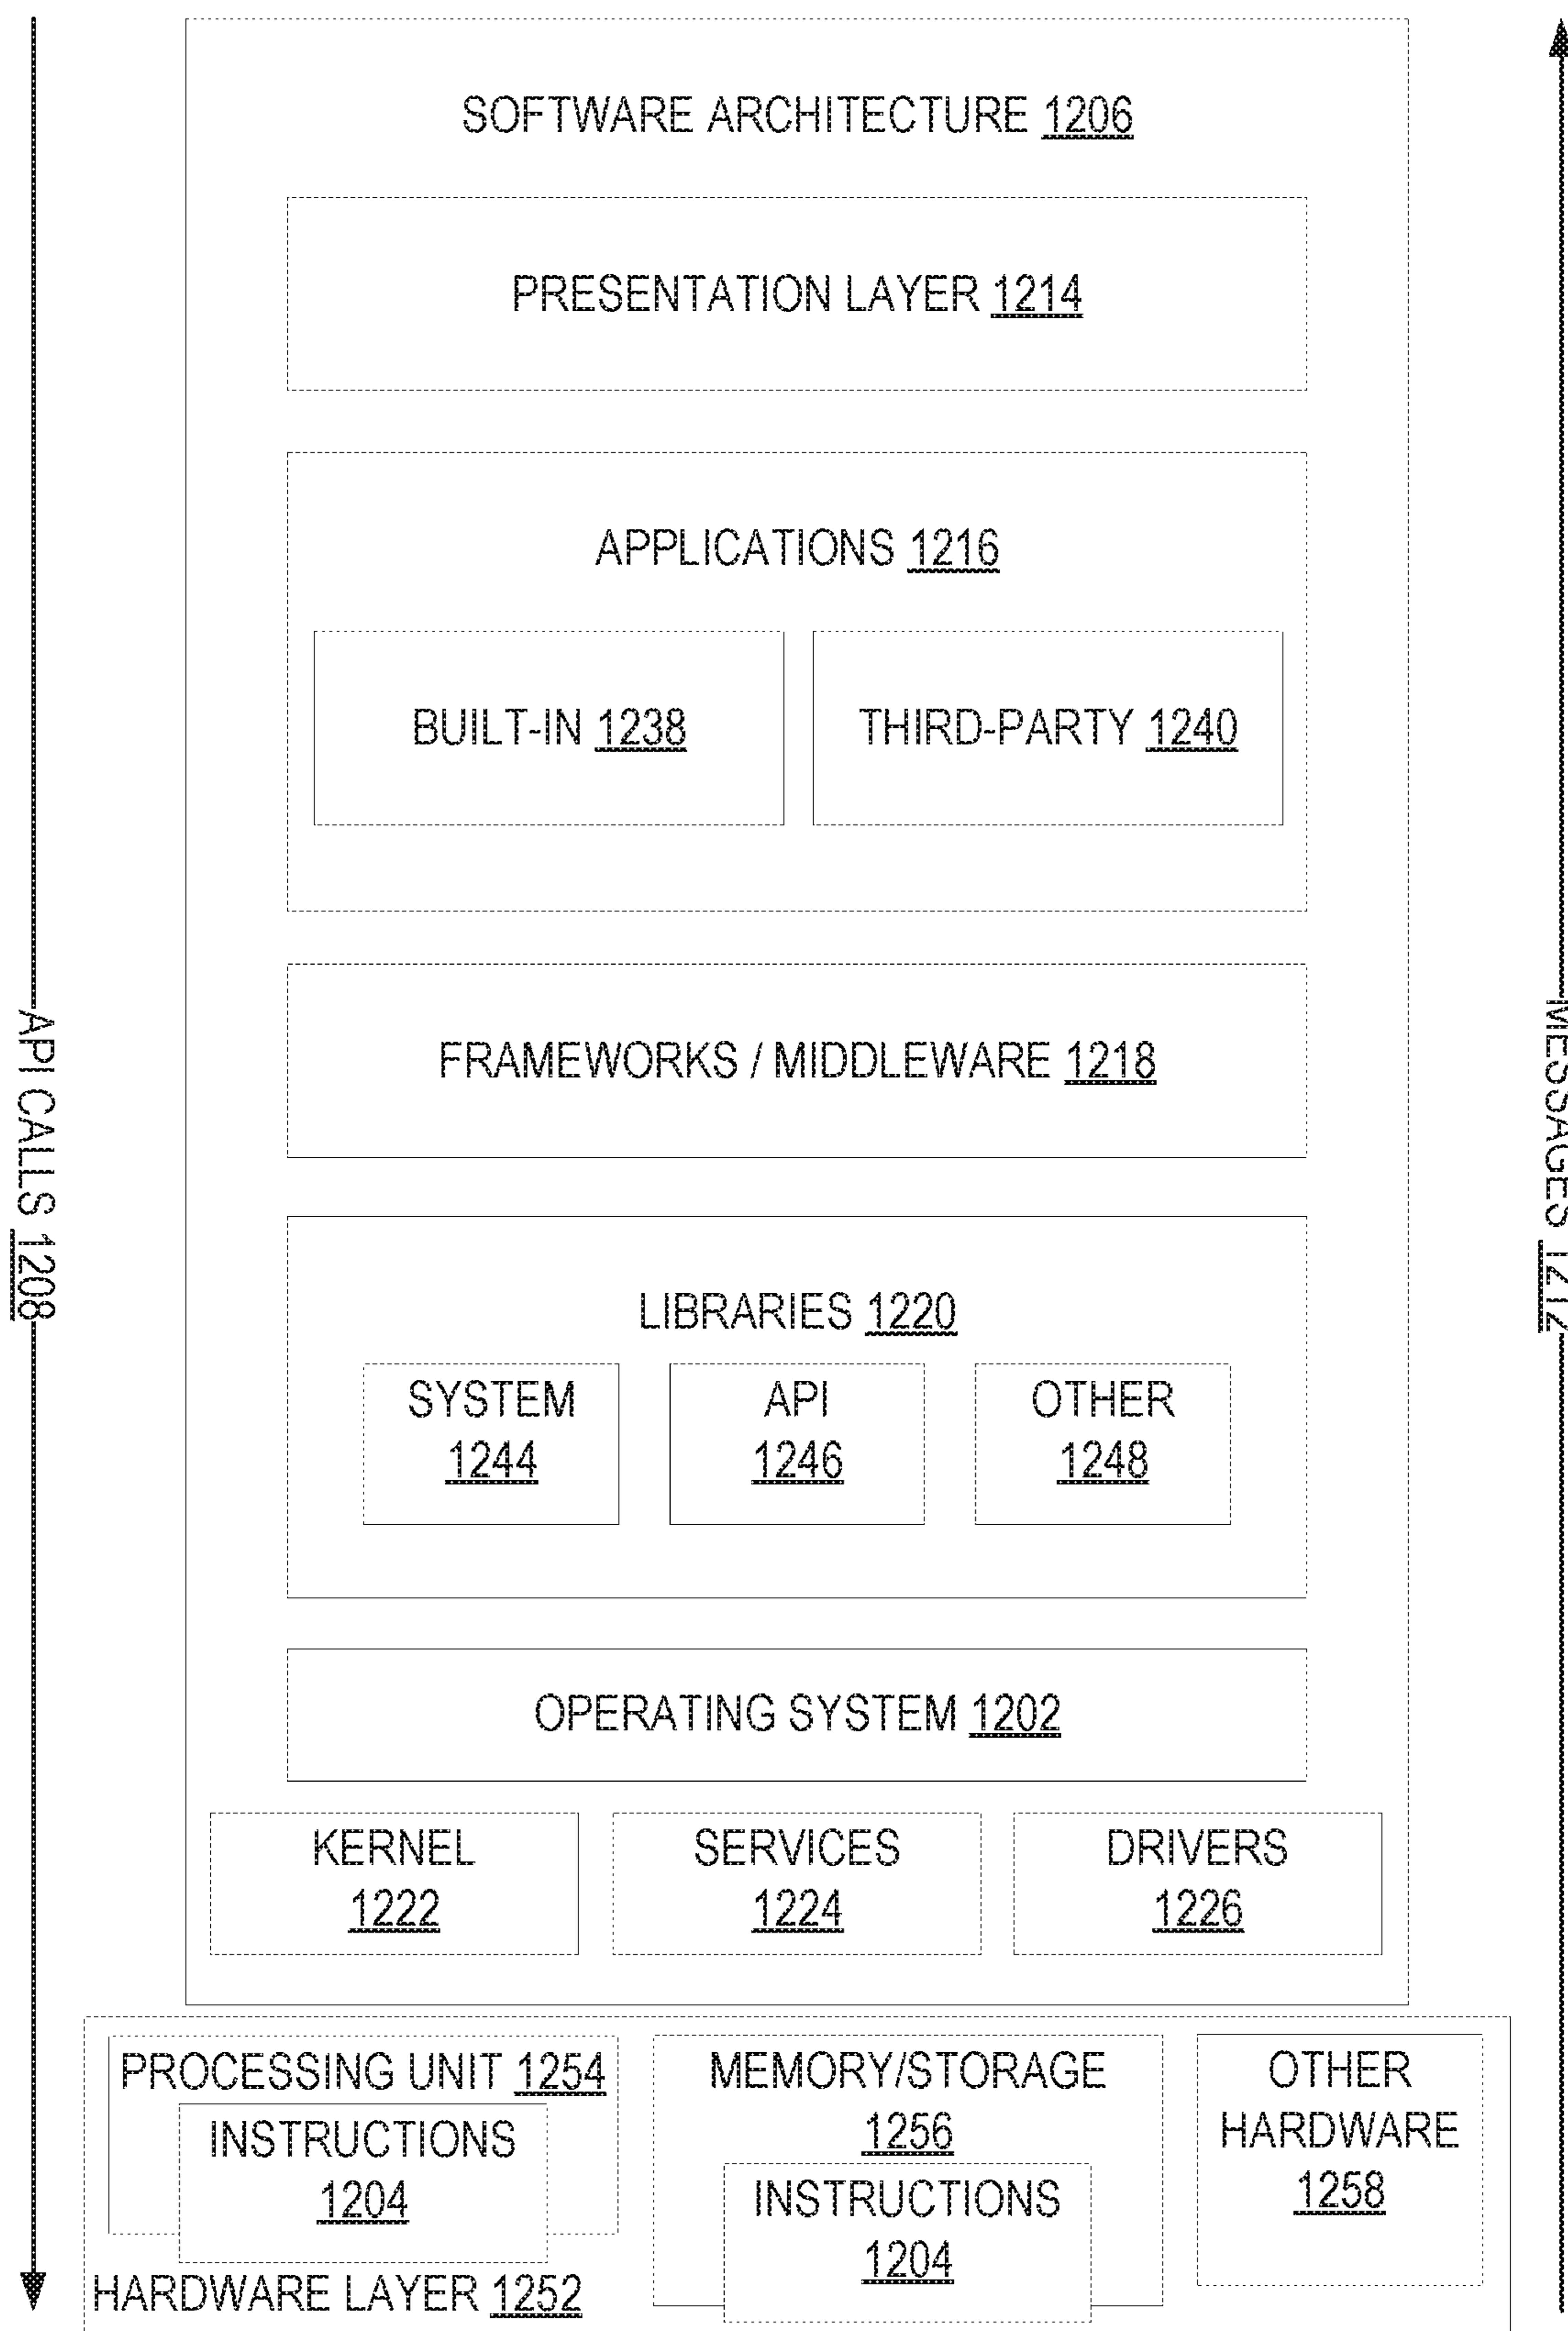 SOFTWARE ARCHITECTURE 1206
PRESENTATION LAYER 1214
APPLICATIONS 1216
BUILT-IN 1238
THIRD-PARTY 1240
FRAMEWORKS / MIDDLEWARE 1218
API CALLS 1208
MESSAGES 1212
LIBRARIES 1220
SYSTEM
1244
API
1246
OTHER
1248
OPERATING SYSTEM 1202
KERNEL
1222
SERVICES
1224
DRIVERS
1226
PROCESSING UNIT 1254
INSTRUCTIONS
1204
MEMORY/STORAGE
1256
INSTRUCTIONS
1204
OTHER
HARDWARE
1258
HARDWARE LAYER 1252